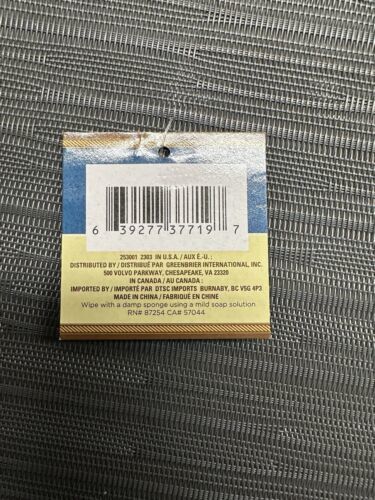 6 39277 37719 7
253001 2303 IN U.S.A. / AUX É.-U. :
DISTRIBUTED BY / DISTRIBUÉ PAR GREENBRIER INTERNATIONAL, INC.
500 VOLVO PARKWAY, CHESAPEAKE, VA 23320
IN CANADA / AU CANADA :
IMPORTED BY / IMPORTÉ PAR DTSC IMPORTS BURNABY, BC V5G 4P3
MADE IN CHINA / FABRIQUÉ EN CHINE
Wipe with a damp sponge using a mild soap solution
RN# 87254 CA# 57044